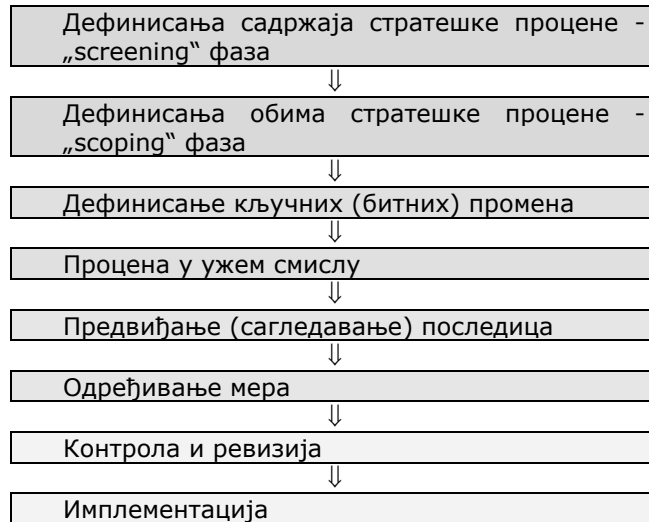 Дефинисања садржаја стратешке процене -
„screening“ фаза
⇓
Дефинисања обима стратешке процене -
„scoping“ фаза
⇓
Дефинисање кључних (битних) промена
⇓
Процена у ужем смислу
⇓
Предвиђање (сагледавање) последица
⇓
Одређивање мера
⇓
Контрола и ревизија
⇓
Имплементација